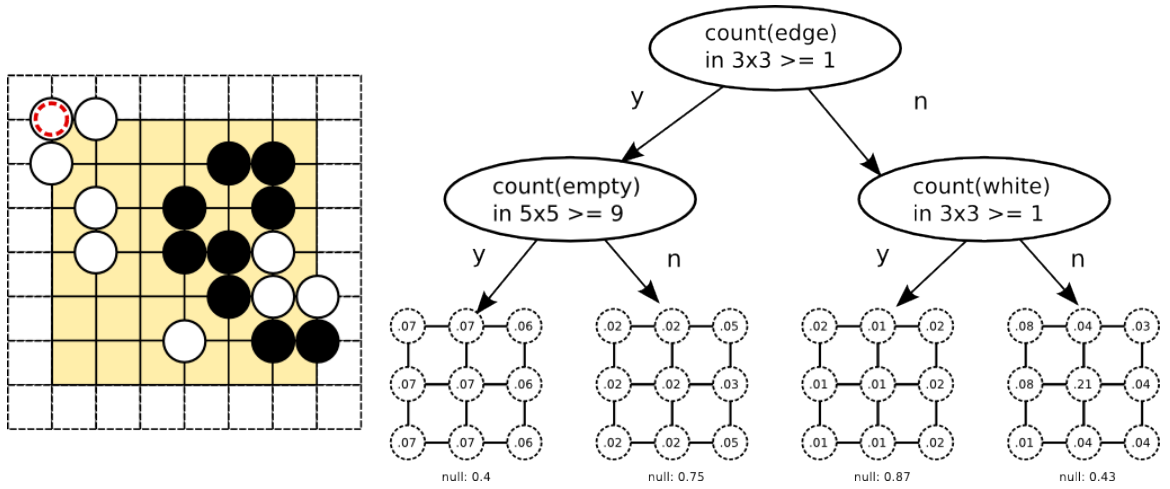 count(edge)
in 3x3 >= 1
y
n
count(empty)
in 5x5 >= 9
count(white)
in 3x3 >= 1
y
n
y
n
.07 .07 .06
.02 .02 .05
.02 .01 .02
.08 .04 .03
.07 .07 .06
.02 .02 .03
.01 .01 .02
.08 .21 .04
.07 .07 .06
.02 .02 .05
.01 .01 .02
.01 .04 .04
null: 0.4
null: 0.75
null: 0.87
null: 0.43